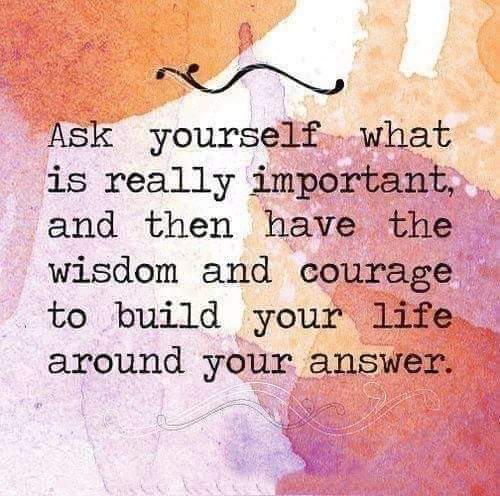 Ask yourself what
is really important,
and then have the
wisdom and courage
to build your life
around your answer.